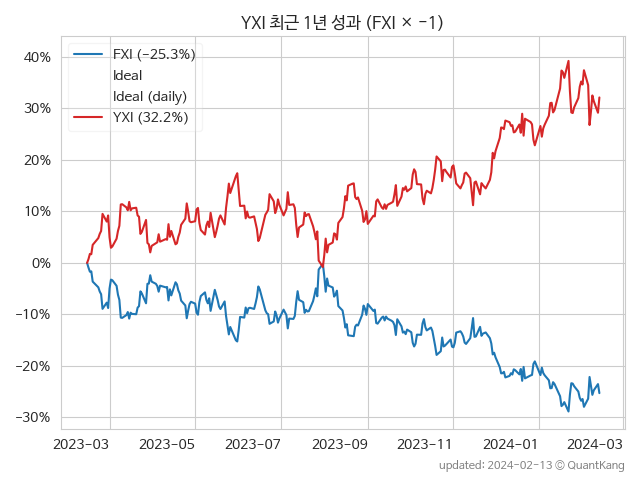 YXI 최근 1년 성과 (FXI × −1)
FXI (−25.3%)
Ideal
Ideal (daily)
YXI (32.2%)
40%
30%
20%
10%
0%
−10%
−20%
−30%
2023−03
2023−05
2023−07
2023−09
2023−11
2024−01
2024−03
updated: 2024−02−13 © QuantKang